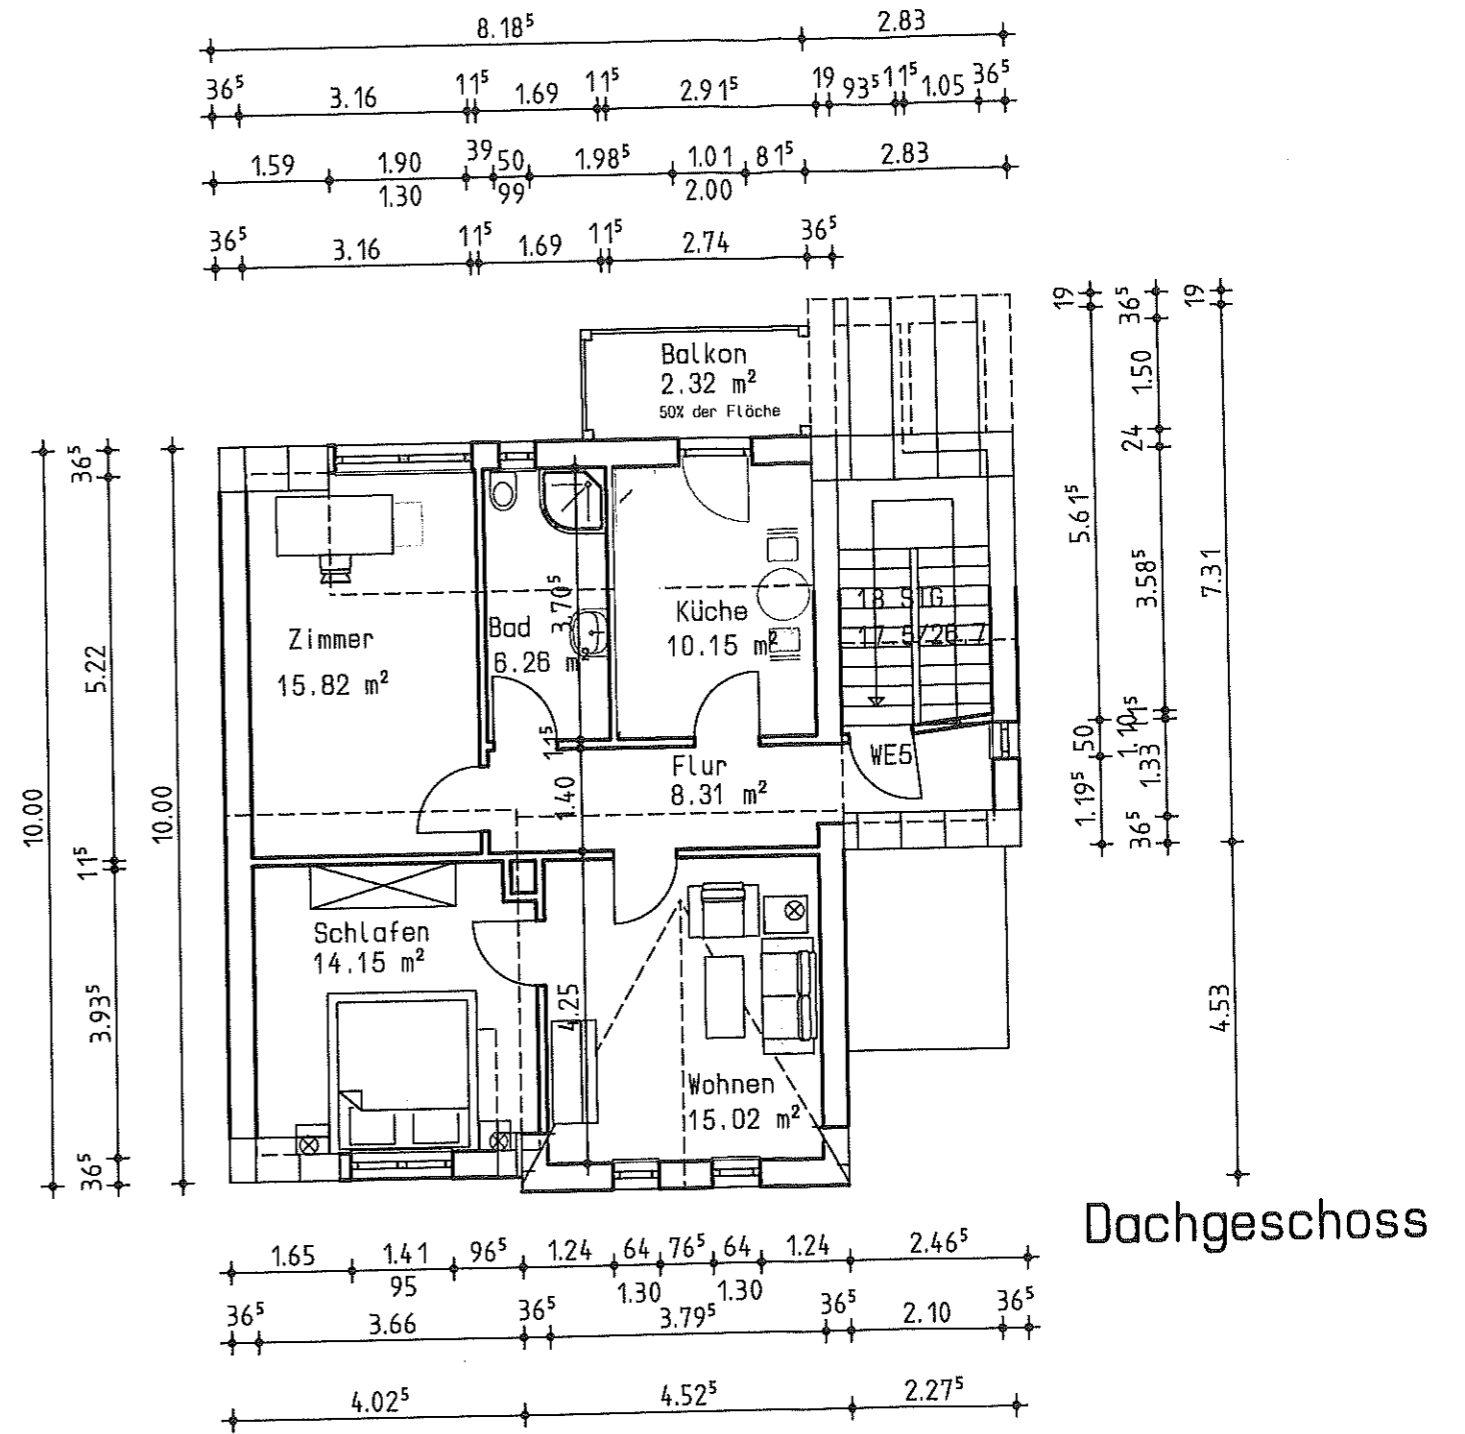 8.18⁵ 2.83
36⁵ 3.16 11⁵ 1.69 11⁵ 2.91⁵ 19 93⁵ 11⁵ 1.05 36⁵
1.59 1.90 39 50 1.98⁵ 1.01 81⁵ 2.83
1.30 99 2.00
36⁵ 3.16 11⁵ 1.69 11⁵ 2.74 36⁵
19 36⁵ 19
Balkon
2.32 m²
50% der Fläche
1.50
24
5.61⁵
3.58⁵
7.31
36⁵
5.22
10.00
11⁵
3.93⁵
36⁵
10.00
Zimmer
15.82 m²
Bad
6.26 m²
3.70⁵
Küche
10.15 m²
18 STG
17.5/26.7
11⁵
1.40
Flur
8.31 m²
WE5
50
1.10⁵
1.33
1.19⁵
36⁵
Schlafen
14.15 m²
4.25
Wohnen
15.02 m²
4.53
Dachgeschoss
1.65 1.41 96⁵ 1.24 64 76⁵ 64 1.24 2.46⁵
95 1.30 1.30
36⁵ 3.66 36⁵ 3.79⁵ 36⁵ 2.10 36⁵
4.02⁵ 4.52⁵ 2.27⁵